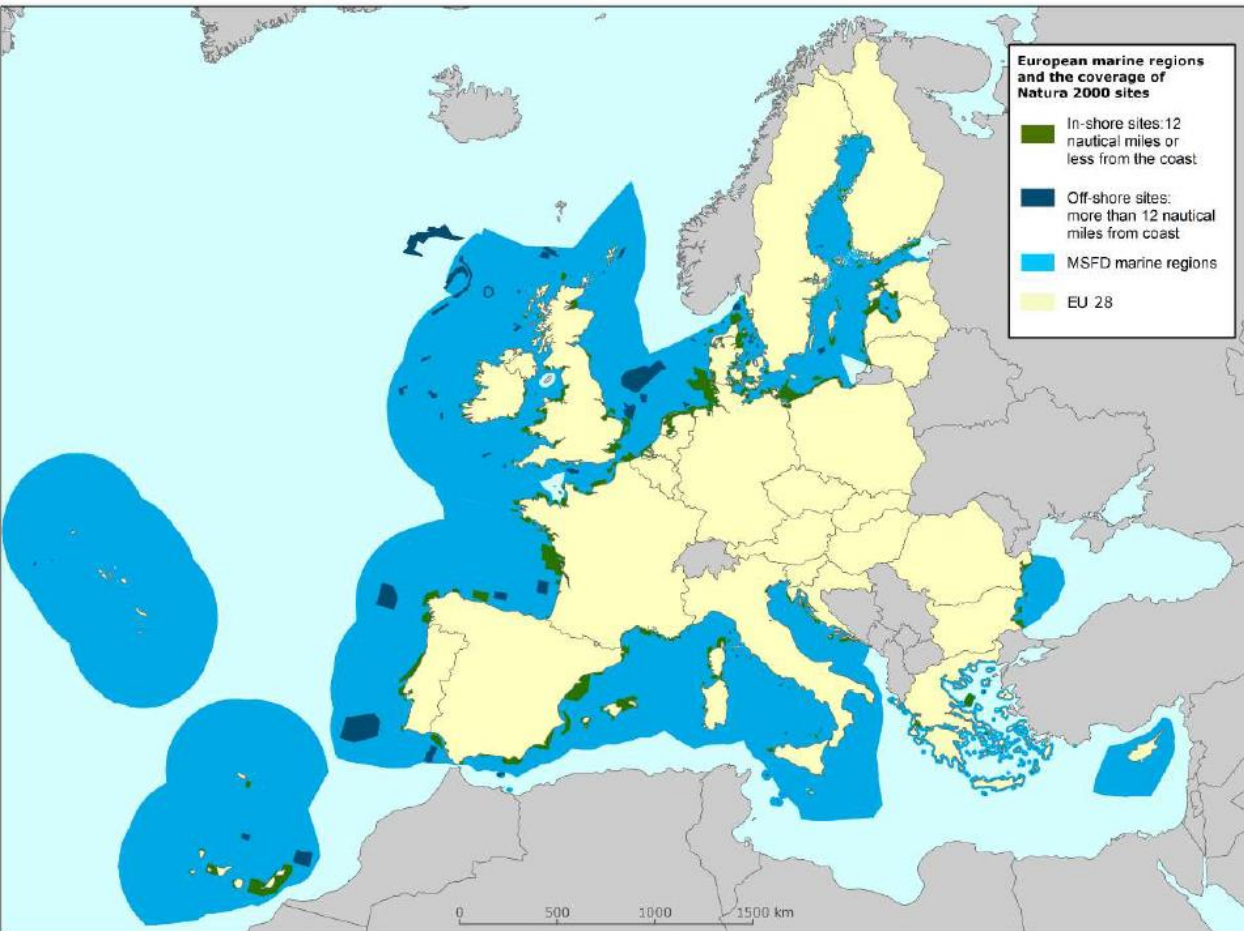 European marine regions
and the coverage of
Natura 2000 sites
In-shore sites:12
nautical miles or
less from the coast
Off-shore sites:
more than 12 nautical
miles from coast
MSFD marine regions
EU 28
0 500 1000 1500 km